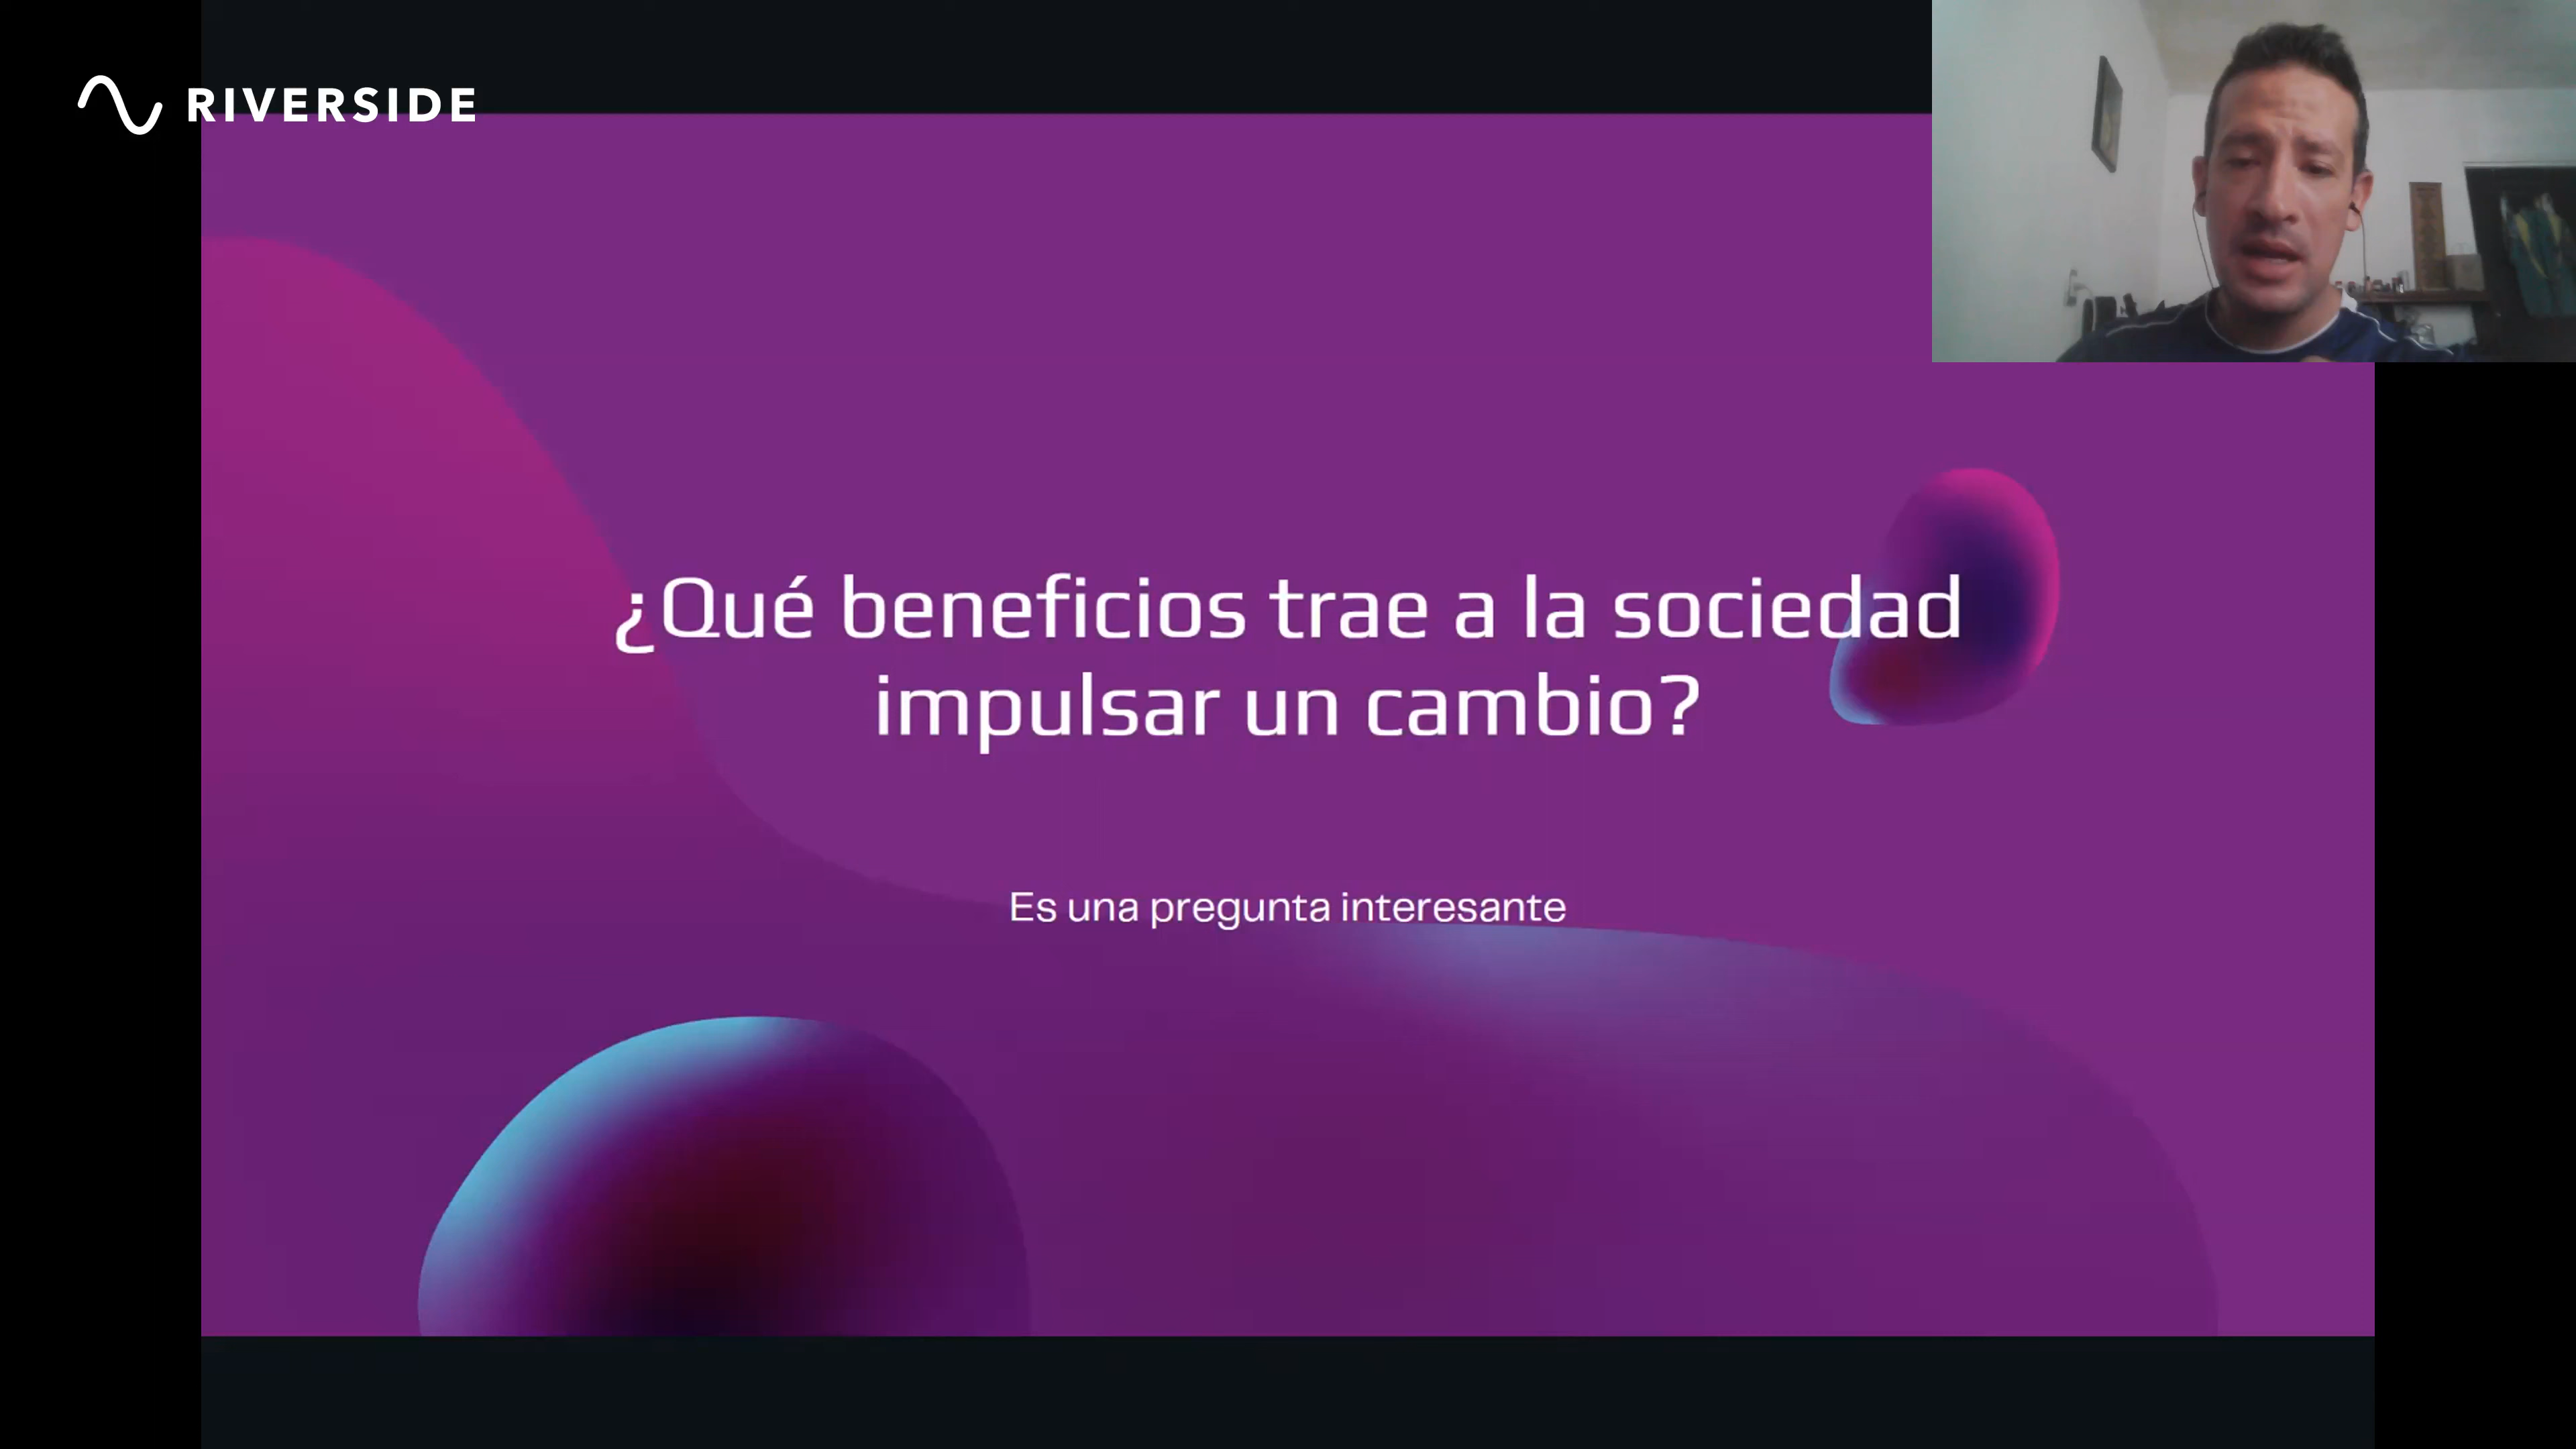 RIVERSIDE
¿Qué beneficios trae a la sociedad
impulsar un cambio?
Es una pregunta interesante